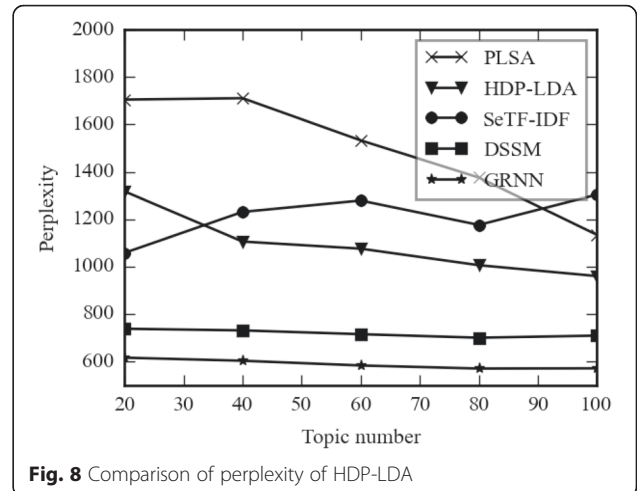 2000
1800
1600
1400
1200
1000
800
600
Perplexity
PLSA
HDP-LDA
SeTF-IDF
DSSM
GRNN
20 30 40 50 60 70 80 90 100
Topic number
Fig. 8 Comparison of perplexity of HDP-LDA